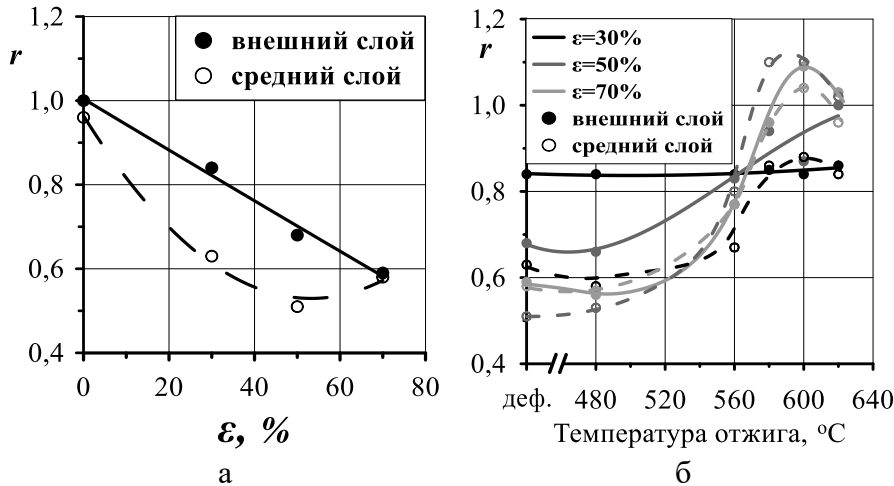 1,2
r
1,0
0,8
0,6
0,4
0
20
40
60
80
внешний слой
средний слой
ε, %
а
1,2
r
1,0
0,8
0,6
0,4
ε=30%
ε=50%
ε=70%
внешний слой
средний слой
деф.
480
520
560
600
640
Температура отжига, °С
б